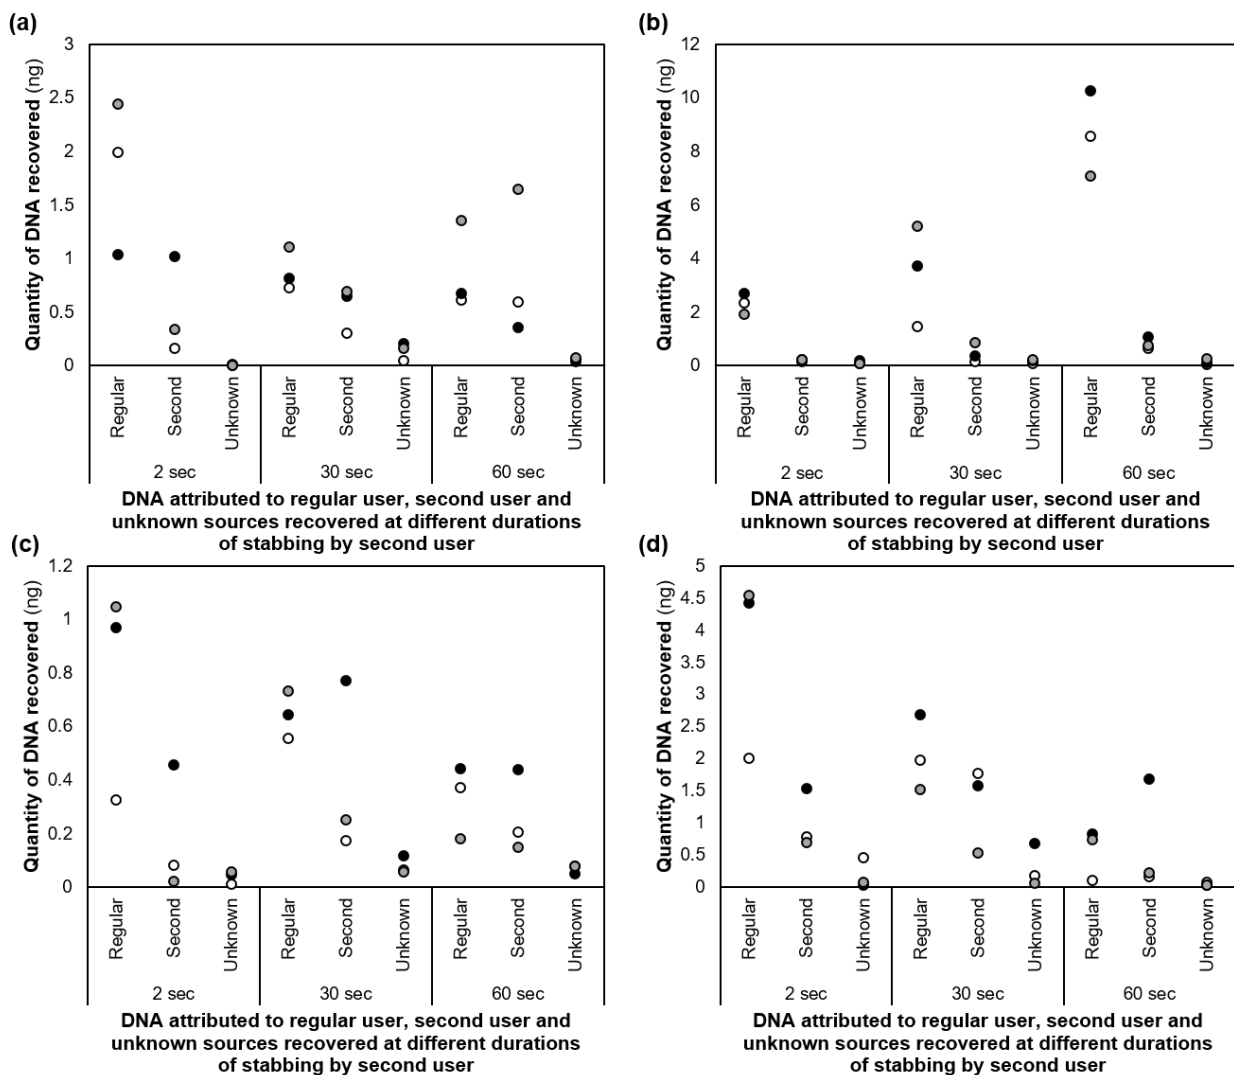 (a)
Quantity of DNA recovered (ng)
3
2.5
2
1.5
1
0.5
0
Regular
Second
Unknown
Regular
Second
Unknown
Regular
Second
Unknown
2 sec
30 sec
60 sec
DNA attributed to regular user, second user and
unknown sources recovered at different durations
of stabbing by second user
(b)
Quantity of DNA recovered (ng)
12
10
8
6
4
2
0
Regular
Second
Unknown
Regular
Second
Unknown
Regular
Second
Unknown
2 sec
30 sec
60 sec
DNA attributed to regular user, second user and
unknown sources recovered at different durations
of stabbing by second user
(c)
Quantity of DNA recovered (ng)
1.2
1
0.8
0.6
0.4
0.2
0
Regular
Second
Unknown
Regular
Second
Unknown
Regular
Second
Unknown
2 sec
30 sec
60 sec
DNA attributed to regular user, second user and
unknown sources recovered at different durations
of stabbing by second user
(d)
Quantity of DNA recovered (ng)
5
4.5
4
3.5
3
2.5
2
1.5
1
0.5
0
Regular
Second
Unknown
Regular
Second
Unknown
Regular
Second
Unknown
2 sec
30 sec
60 sec
DNA attributed to regular user, second user and
unknown sources recovered at different durations
of stabbing by second user